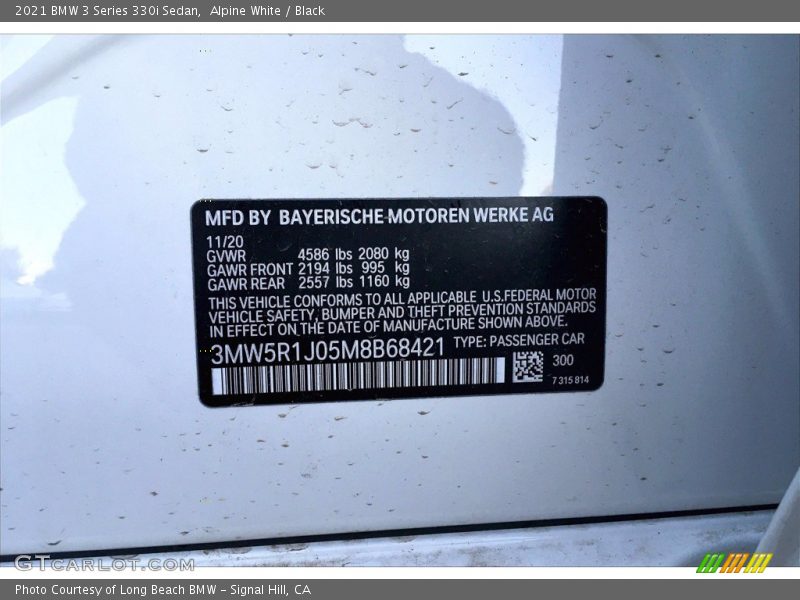 2021 BMW 3 Series 330i Sedan,  Alpine White / Black
MFD BY BAYERISCHE MOTOREN WERKE AG
11/20
GVWR 4586 lbs 2080 kg
GAWR FRONT 2194 lbs 995 kg
GAWR REAR 2557 lbs 1160 kg
THIS VEHICLE CONFORMS TO ALL APPLICABLE U.S.FEDERAL MOTOR
VEHICLE SAFETY, BUMPER AND THEFT PREVENTION STANDARDS
IN EFFECT ON THE DATE OF MANUFACTURE SHOWN ABOVE.
3MW5R1J05M8B68421 TYPE: PASSENGER CAR
300
7 315 814
GTCARLOT.COM
Photo Courtesy of Long Beach BMW - Signal Hill, CA